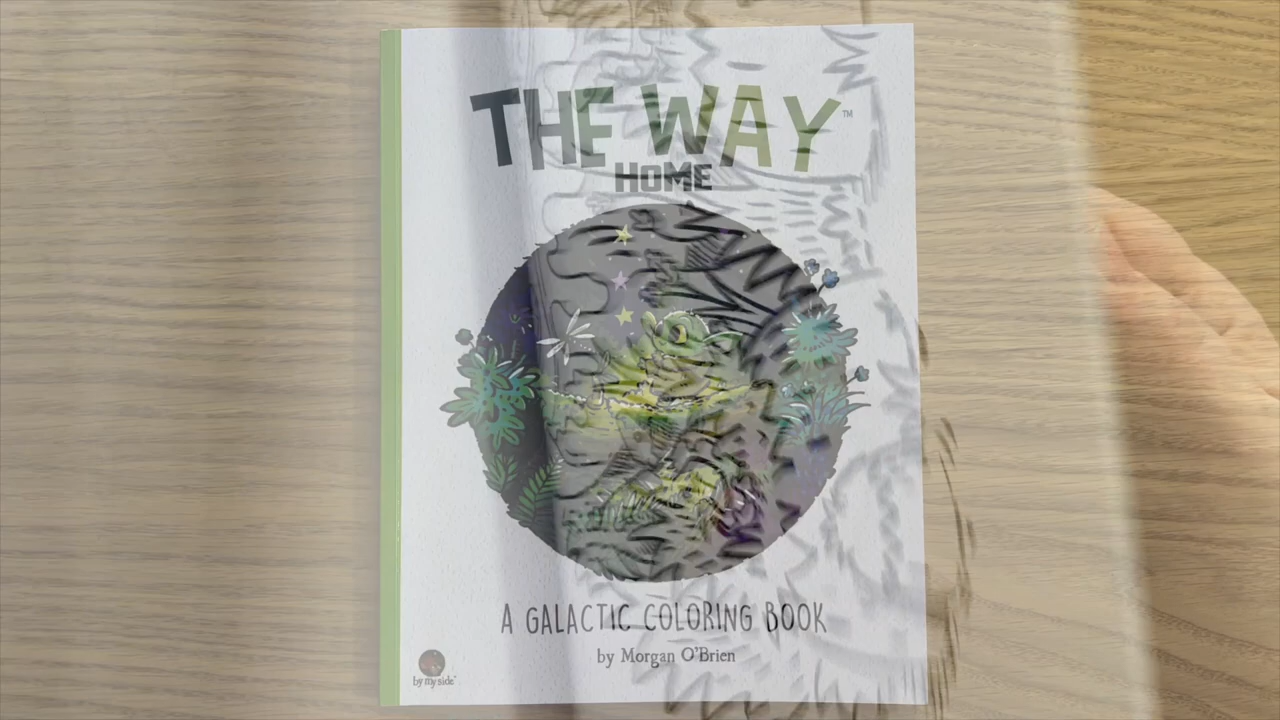 THE WAY™
HOME
A GALACTIC COLORING BOOK
by Morgan O'Brien
by my side